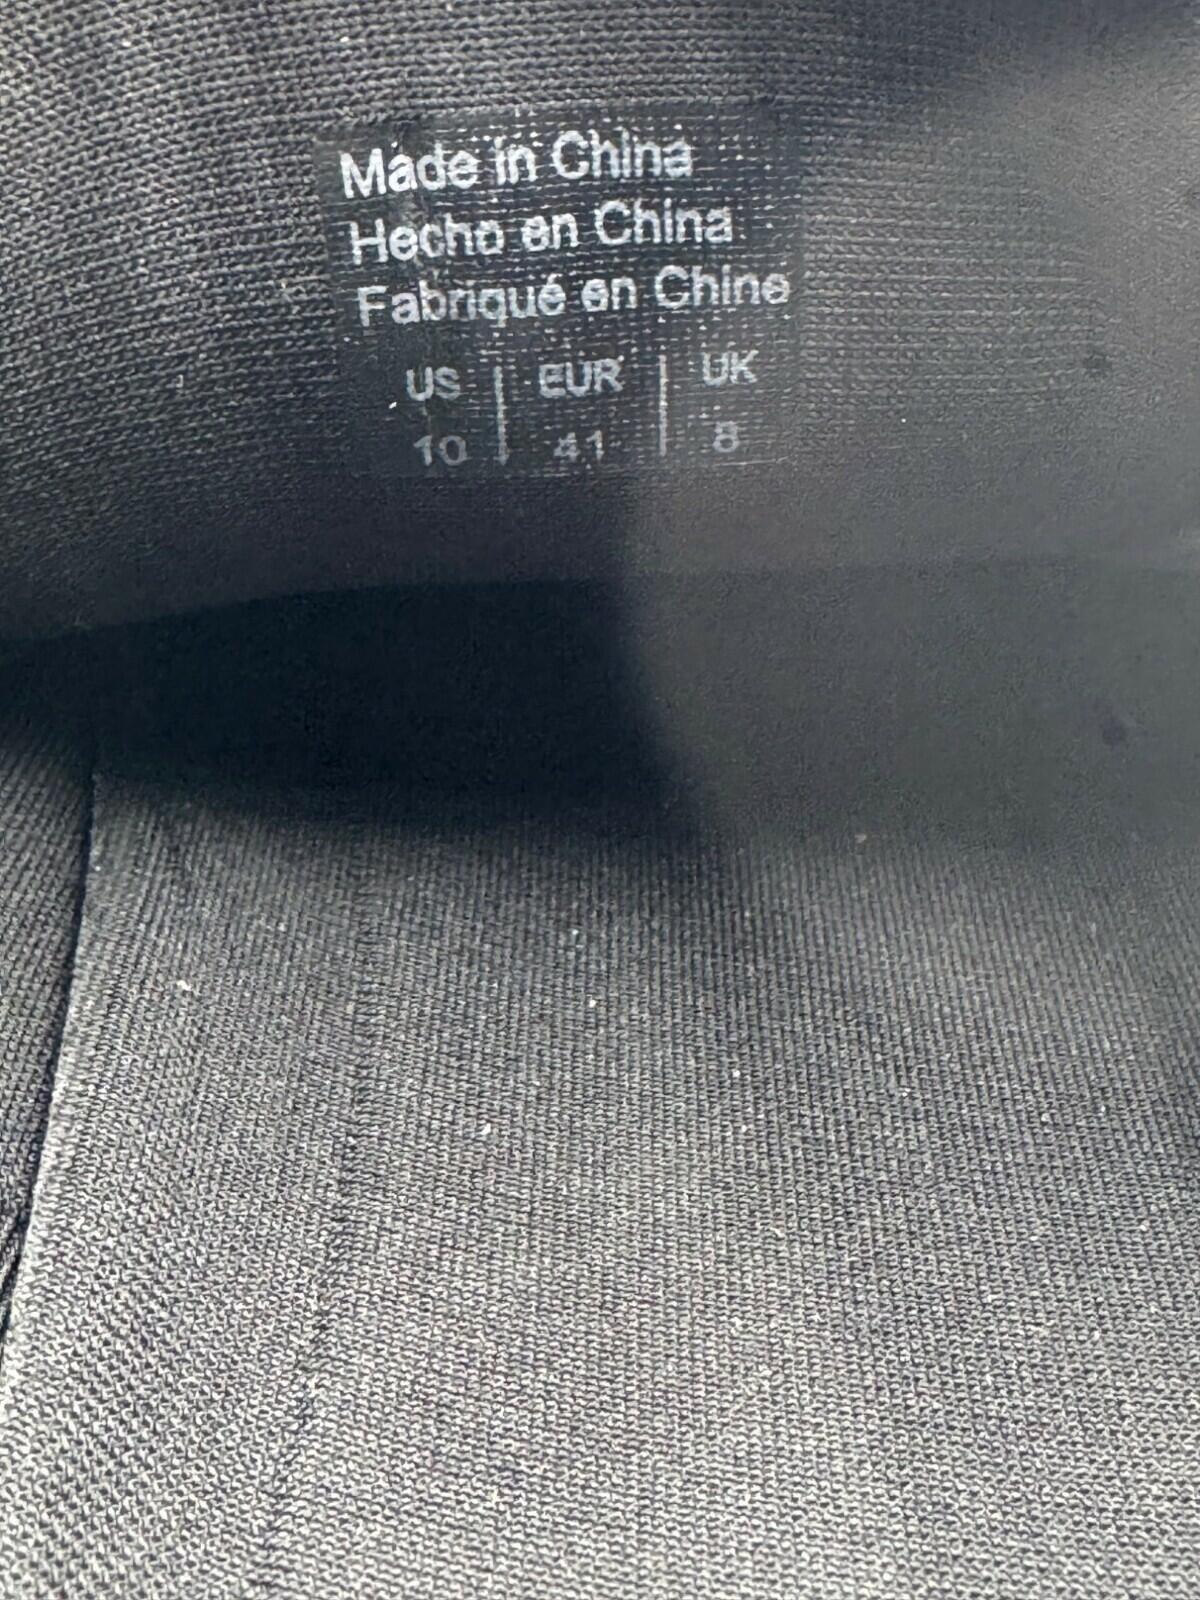 Made in China
Hecho en China
Fabriqué en Chine
US | EUR | UK
10 | 41 | 8